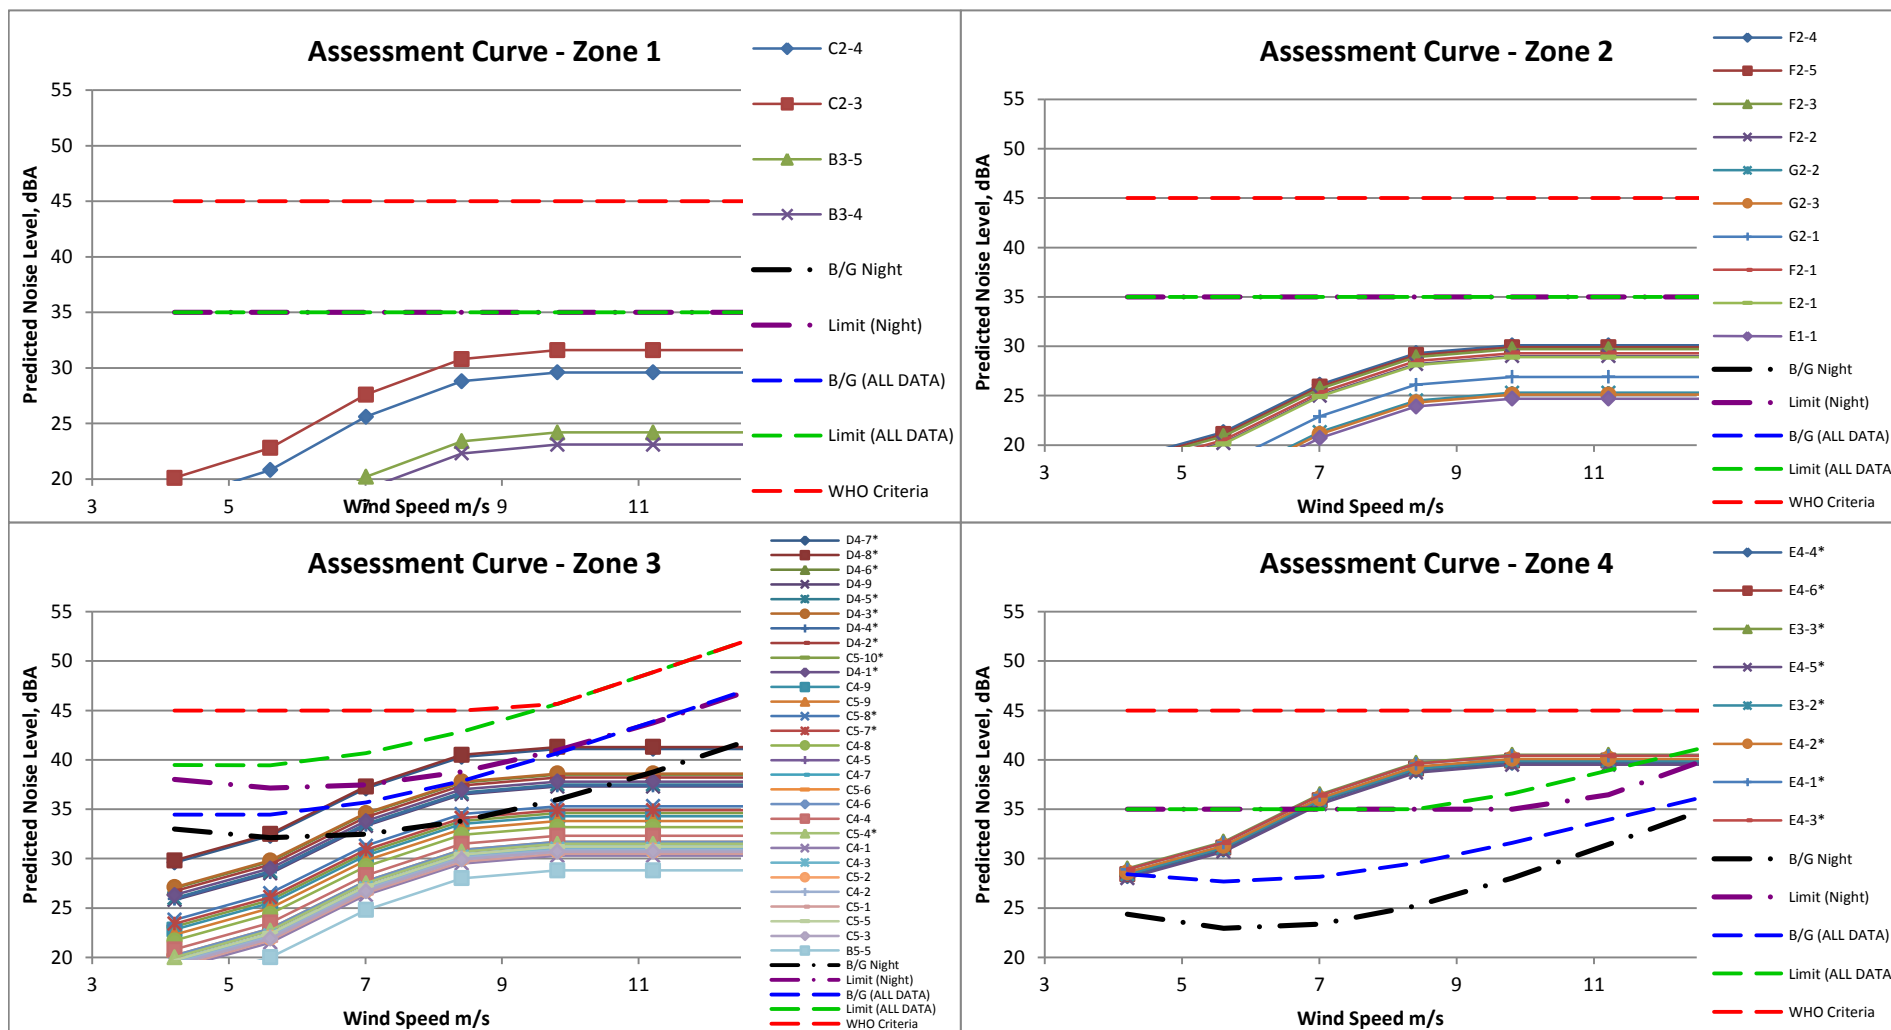 Assessment Curve - Zone 1
Predicted Noise Level, dBA
55
50
45
40
35
30
25
20
3
5
7
9
11
Wind Speed m/s
C2-4
C2-3
B3-5
B3-4
B/G Night
Limit (Night)
B/G (ALL DATA)
Limit (ALL DATA)
WHO Criteria
Assessment Curve - Zone 2
Predicted Noise Level, dBA
55
50
45
40
35
30
25
20
3
5
7
9
11
Wind Speed m/s
F2-4
F2-5
F2-3
F2-2
G2-2
G2-3
G2-1
F2-1
E2-1
E1-1
B/G Night
Limit (Night)
B/G (ALL DATA)
Limit (ALL DATA
WHO Criteria
Assessment Curve - Zone 3
Predicted Noise Level, dBA
55
50
45
40
35
30
25
20
3
5
7
9
11
Wind Speed m/s
D4-7*
D4-8*
D4-6*
D4-9
D4-5*
D4-3*
D4-4*
D4-2*
C5-10*
D4-1*
C4-9
C5-9
C5-8*
C5-7*
C4-8
C4-5
C4-7
C5-6
C4-6
C4-4
C5-4*
C4-1
C4-3
C5-2
C4-2
C5-1
C5-5
C5-3
B5-5
B/G Night
Limit (Night)
B/G (ALL DATA)
Limit (ALL DATA)
WHO Criteria
Assessment Curve - Zone 4
Predicted Noise Level, dBA
55
50
45
40
35
30
25
20
3
5
7
9
11
Wind Speed m/s
E4-4*
E4-6*
E3-3*
E4-5*
E3-2*
E4-2*
E4-1*
E4-3*
B/G Night
Limit (Night)
B/G (ALL DATA)
Limit (ALL DATA
WHO Criteria